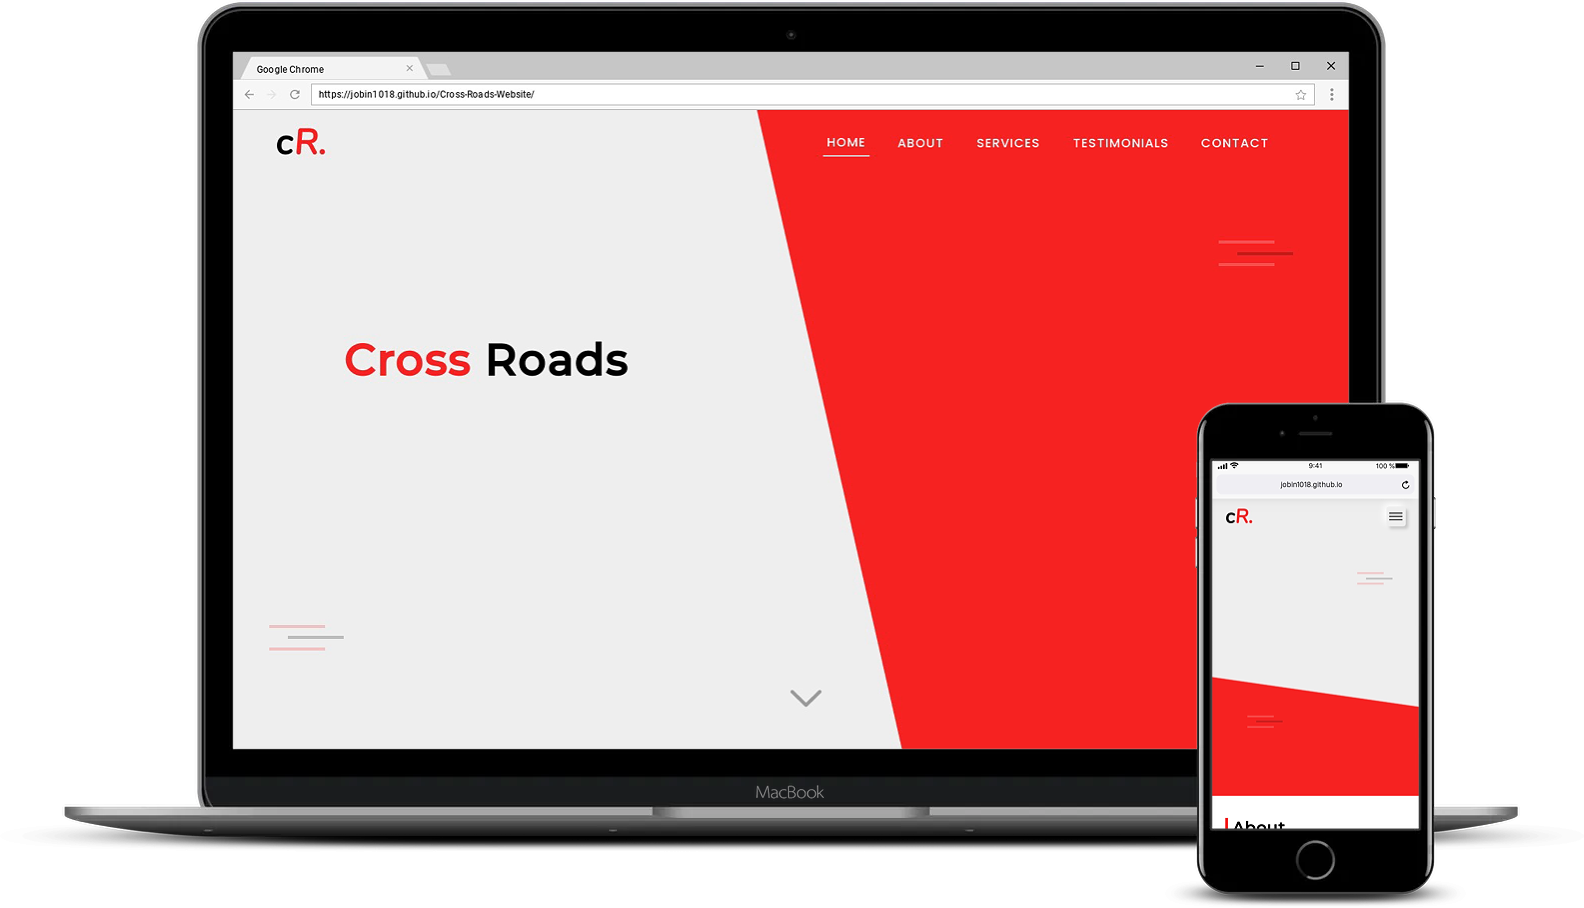 Google Chrome
https://jobin1018.github.io/Cross-Roads-Website/
cR.
HOME ABOUT SERVICES TESTIMONIALS CONTACT
Cross Roads
MacBook
9:41 100 %
jobin1018.github.io
cR.
About